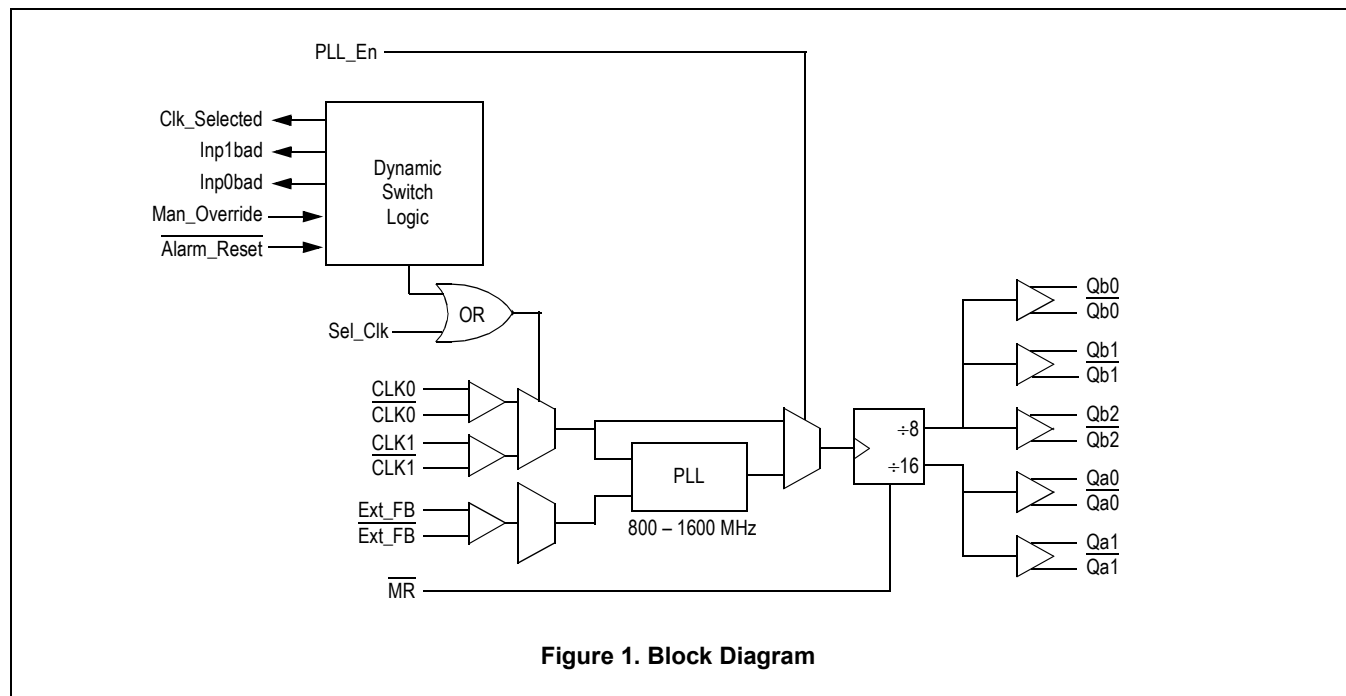 PLL_En
Clk_Selected
Inp1bad
Inp0bad
Man_Override
Alarm_Reset
Dynamic
Switch
Logic
OR
Sel_Clk
CLK0
CLK0
CLK1
CLK1
Ext_FB
Ext_FB
MR
PLL
800 – 1600 MHz
÷8
÷16
Qb0
Qb0
Qb1
Qb1
Qb2
Qb2
Qa0
Qa0
Qa1
Qa1
Figure 1. Block Diagram